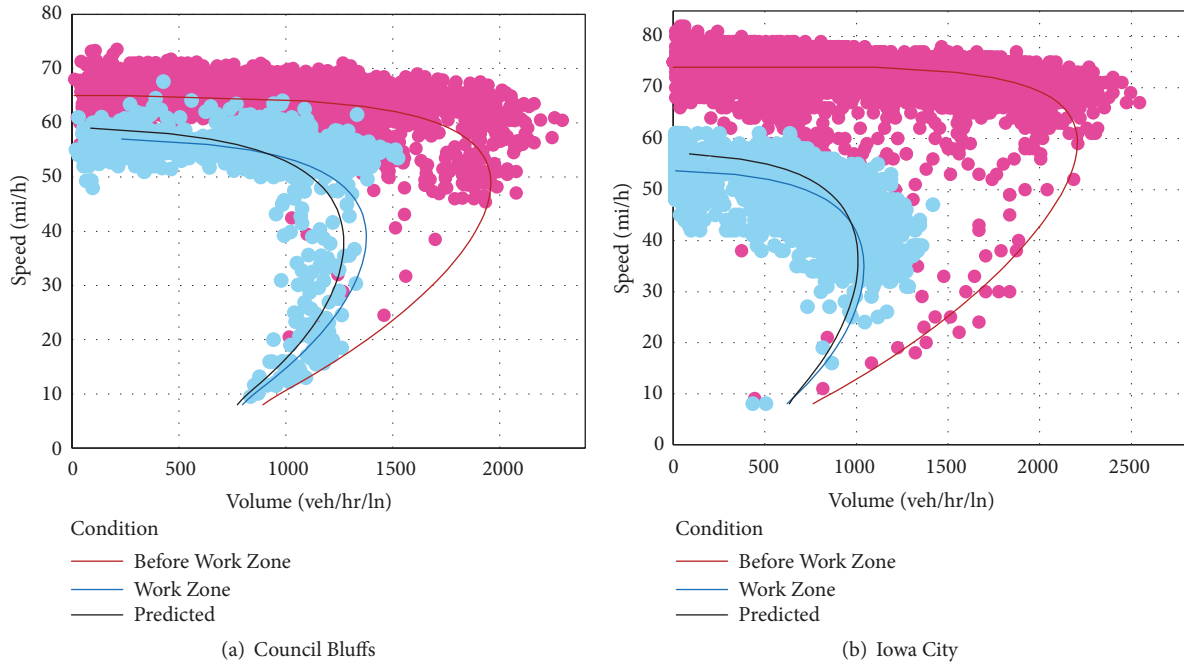 80
70
60
50
40
30
20
10
0
Speed (mi/h)
0 500 1000 1500 2000
Volume (veh/hr/ln)
Condition
Before Work Zone
Work Zone
Predicted
(a) Council Bluffs
80
70
60
50
40
30
20
10
0
Speed (mi/h)
0 500 1000 1500 2000 2500
Volume (veh/hr/ln)
Condition
Before Work Zone
Work Zone
Predicted
(b) Iowa City